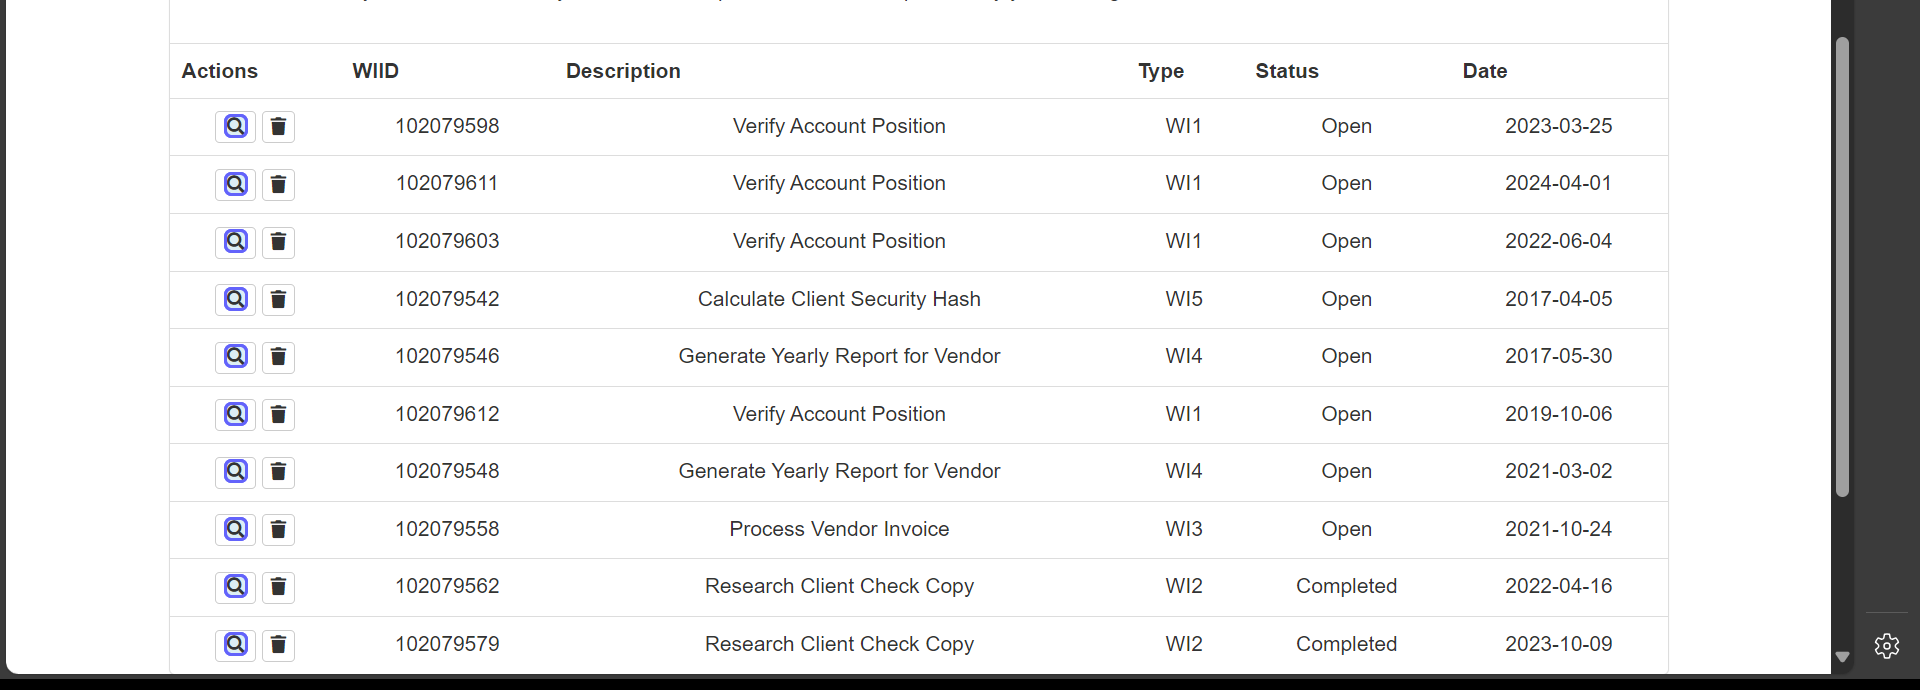 Actions WIID Description Type Status Date
102079598 Verify Account Position WI1 Open 2023-03-25
102079611 Verify Account Position WI1 Open 2024-04-01
102079603 Verify Account Position WI1 Open 2022-06-04
102079542 Calculate Client Security Hash WI5 Open 2017-04-05
102079546 Generate Yearly Report for Vendor WI4 Open 2017-05-30
102079612 Verify Account Position WI1 Open 2019-10-06
102079548 Generate Yearly Report for Vendor WI4 Open 2021-03-02
102079558 Process Vendor Invoice WI3 Open 2021-10-24
102079562 Research Client Check Copy WI2 Completed 2022-04-16
102079579 Research Client Check Copy WI2 Completed 2023-10-09